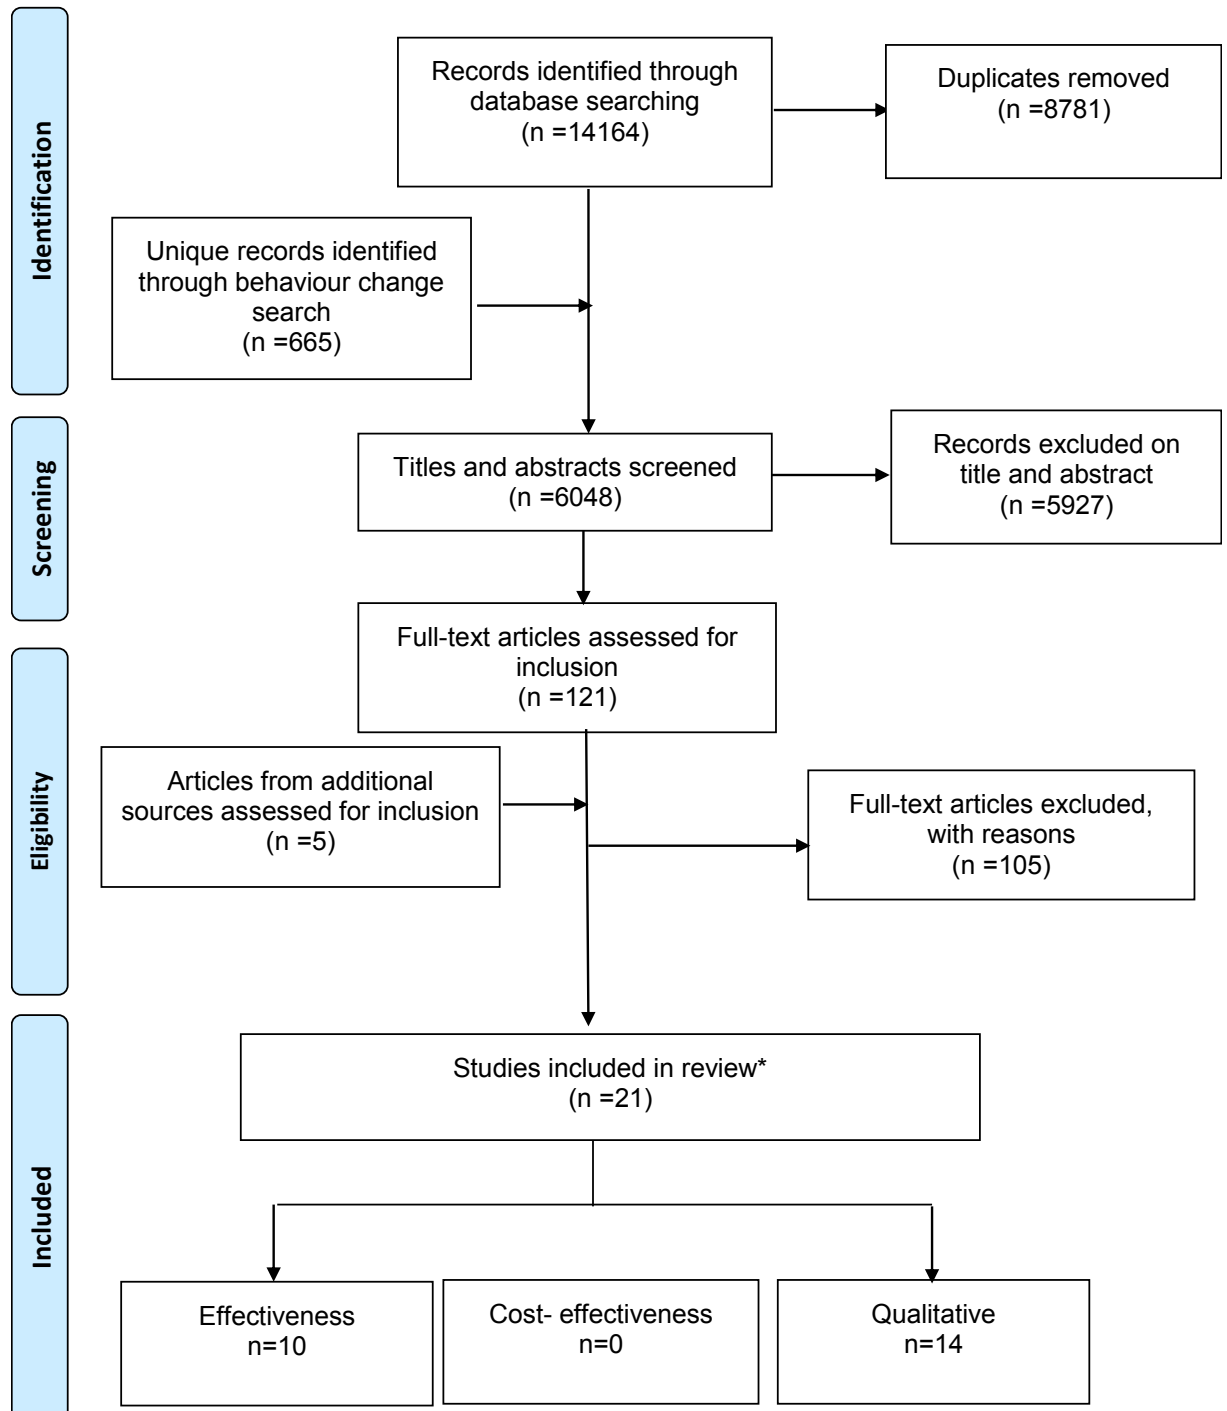 Identification
Records identified through
database searching
(n =14164)
Duplicates removed
(n =8781)
Unique records identified
through behaviour change
search
(n =665)
Screening
Titles and abstracts screened
(n =6048)
Records excluded on
title and abstract
(n =5927)
Full-text articles assessed for
inclusion
(n =121)
Eligibility
Articles from additional
sources assessed for inclusion
(n =5)
Full-text articles excluded,
with reasons
(n =105)
Included
Studies included in review*
(n =21)
Effectiveness
n=10
Cost- effectiveness
n=0
Qualitative
n=14